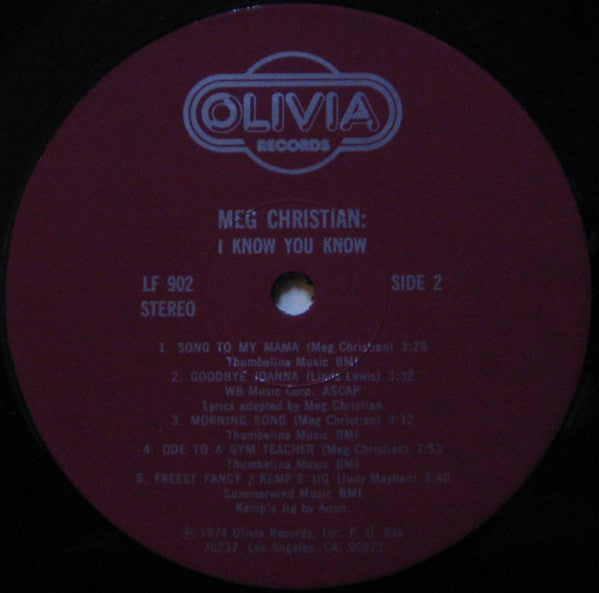 OLIVIA
RECORDS
MEG CHRISTIAN:
I KNOW YOU KNOW
LF 902
STEREO
SIDE 2
1. SONG TO MY MAMA (Meg Christian) 3:29
Thumbelina Music BMI
2. GOODBYE JOANNA (Linda Lewis) 3:32
WB Music Corp. ASCAP
Lyrics adapted by Meg Christian
3. MORNING SONG (Meg Christian) 3:12
Thumbelina Music BMI
4. ODE TO A GYM TEACHER (Meg Christian) 7:53
Thumbelina Music BMI
5. FREEST FANCY / KEMP'S JIG (Judy Mayhan) 2:40
Summerwind Music BMI
Kemp's Jig by Anon.
℗ 1974 Olivia Records, Inc. P. O. Box
70237 Los Angeles, CA. 90070